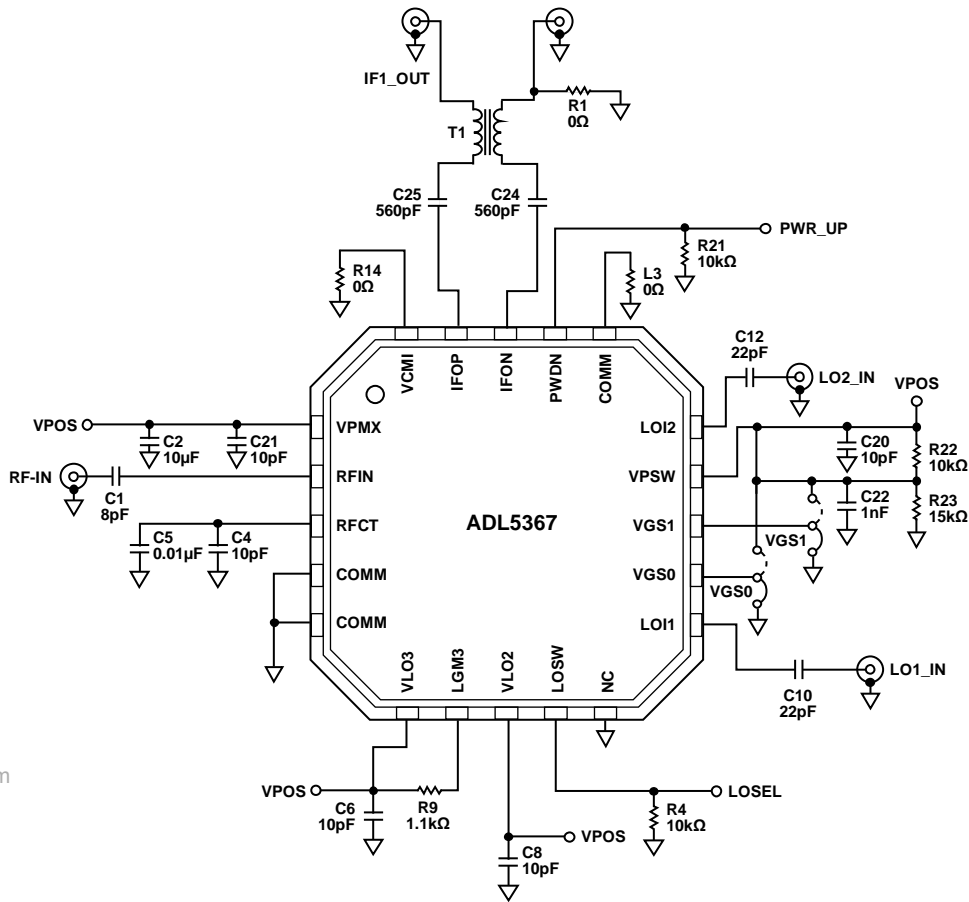 IF1_OUT
R1
0Ω
T1
C25
560pF
C24
560pF
PWR_UP
R21
10kΩ
R14
0Ω
L3
0Ω
C12
22pF
LO2_IN
VPOS
VCMI
IFOP
IFON
PWDN
COMM
VPOS
C2
10µF
C21
10pF
VPMX
LOI2
C20
10pF
R22
10kΩ
RF-IN
C1
8pF
RFIN
VPSW
C22
1nF
R23
15kΩ
C5
0.01µF
C4
10pF
RFCT
ADL5367
VGS1
VGS1
COMM
VGS0
VGS0
COMM
LOI1
VLO3
LGM3
VLO2
LOSW
NC
LO1_IN
C10
22pF
m
VPOS
C6
10pF
R9
1.1kΩ
LOSEL
R4
10kΩ
VPOS
C8
10pF